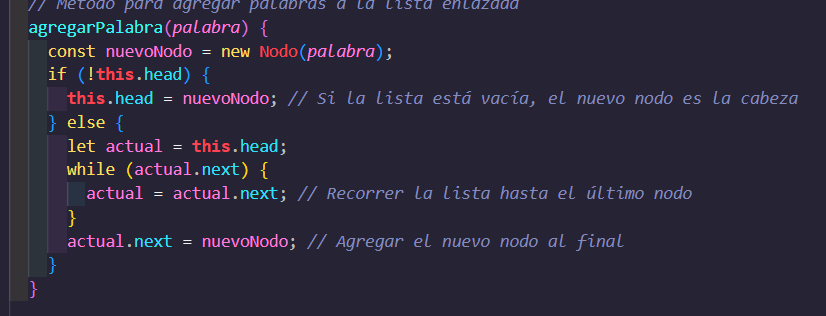 // Método para agregar palabras a la lista enlazada
agregarPalabra(palabra) {
const nuevoNodo = new Nodo(palabra);
if (!this.head) {
this.head = nuevoNodo; // Si la lista está vacía, el nuevo nodo es la cabeza
} else {
let actual = this.head;
while (actual.next) {
actual = actual.next; // Recorrer la lista hasta el último nodo
}
actual.next = nuevoNodo; // Agregar el nuevo nodo al final
}
}